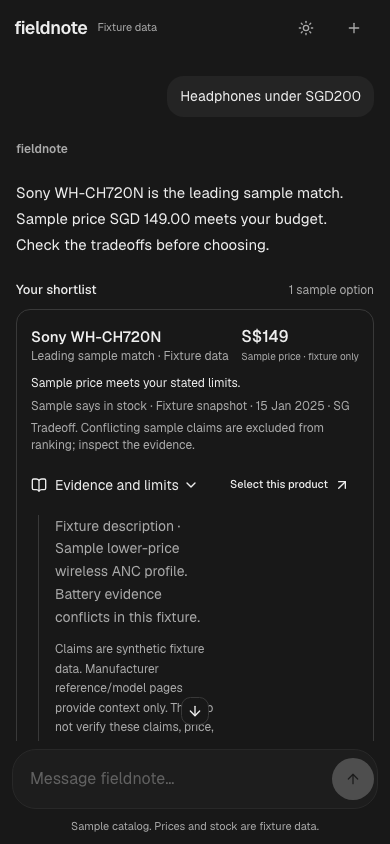 fieldnote Fixture data
Headphones under SGD200
fieldnote
Sony WH-CH720N is the leading sample match.
Sample price SGD 149.00 meets your budget.
Check the tradeoffs before choosing.
Your shortlist 1 sample option
Sony WH-CH720N S$149
Leading sample match · Fixture data Sample price · fixture only
Sample price meets your stated limits.
Sample says in stock · Fixture snapshot · 15 Jan 2025 · SG
Tradeoff. Conflicting sample claims are excluded from
ranking; inspect the evidence.
Evidence and limits Select this product
Fixture description ·
Sample lower-price
wireless ANC profile.
Battery evidence
conflicts in this fixture.
Claims are synthetic fixture
data. Manufacturer
reference/model pages
provide context only.
not verify these claims, price,
Message fieldnote...
Sample catalog. Prices and stock are fixture data.